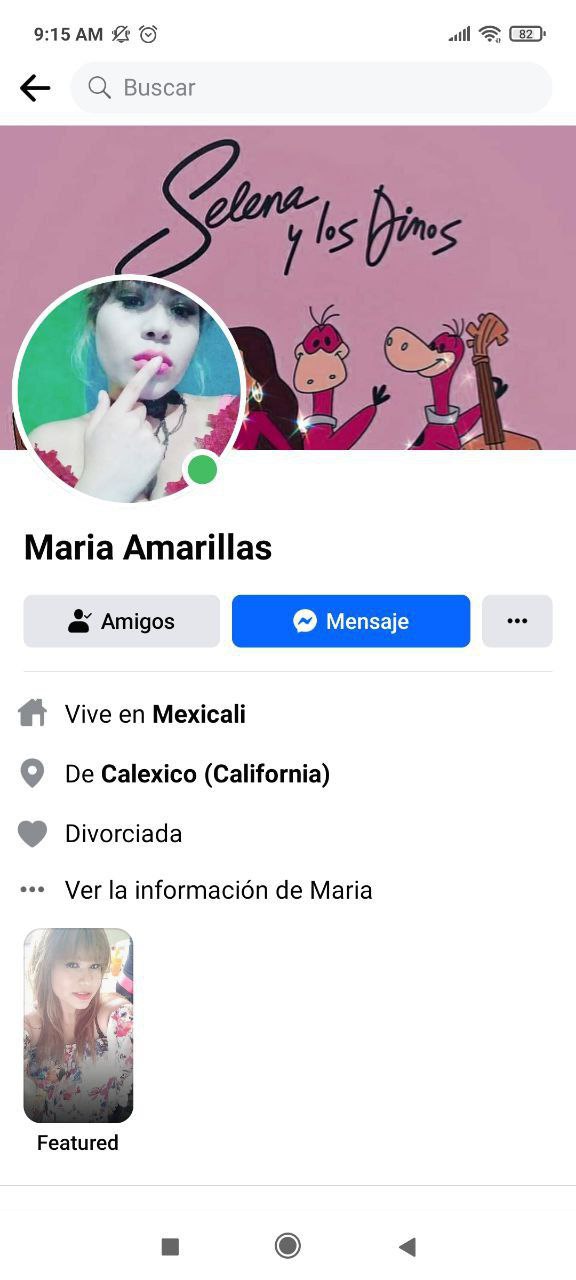 9:15 AM 82
Buscar
Selena
y los Dinos
Maria Amarillas
Amigos
Mensaje
Vive en Mexicali
De Calexico (California)
Divorciada
Ver la información de Maria
Featured